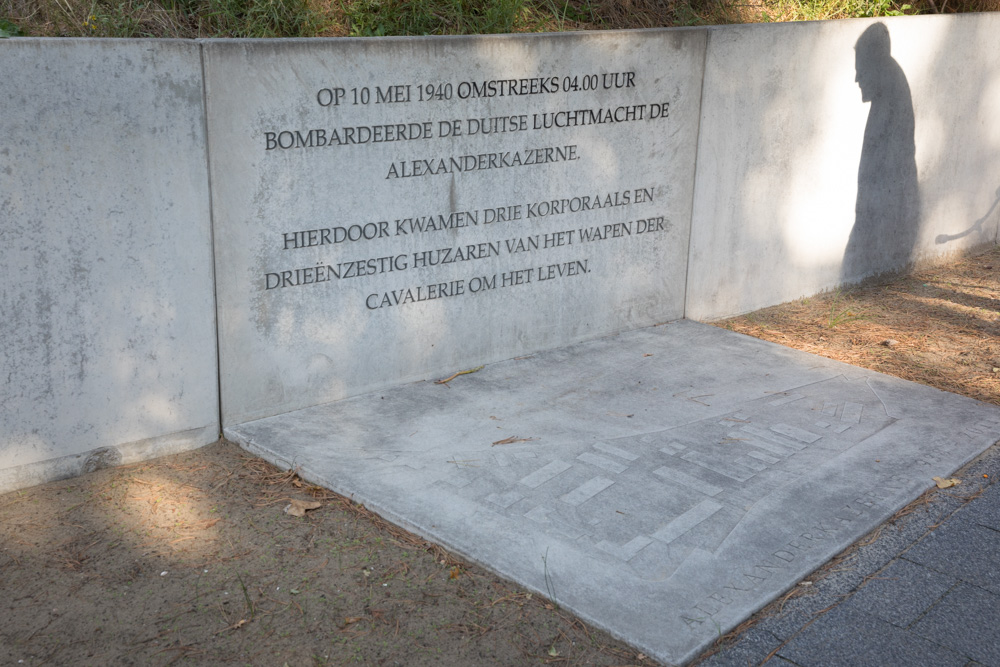 OP 10 MEI 1940 OMSTREEKS 04.00 UUR
BOMBARDEERDE DE DUITSE LUCHTMACHT DE
ALEXANDERKAZERNE.
HIERDOOR KWAMEN DRIE KORPORAALS EN
DRIEËNZESTIG HUZAREN VAN HET WAPEN DER
CAVALERIE OM HET LEVEN.